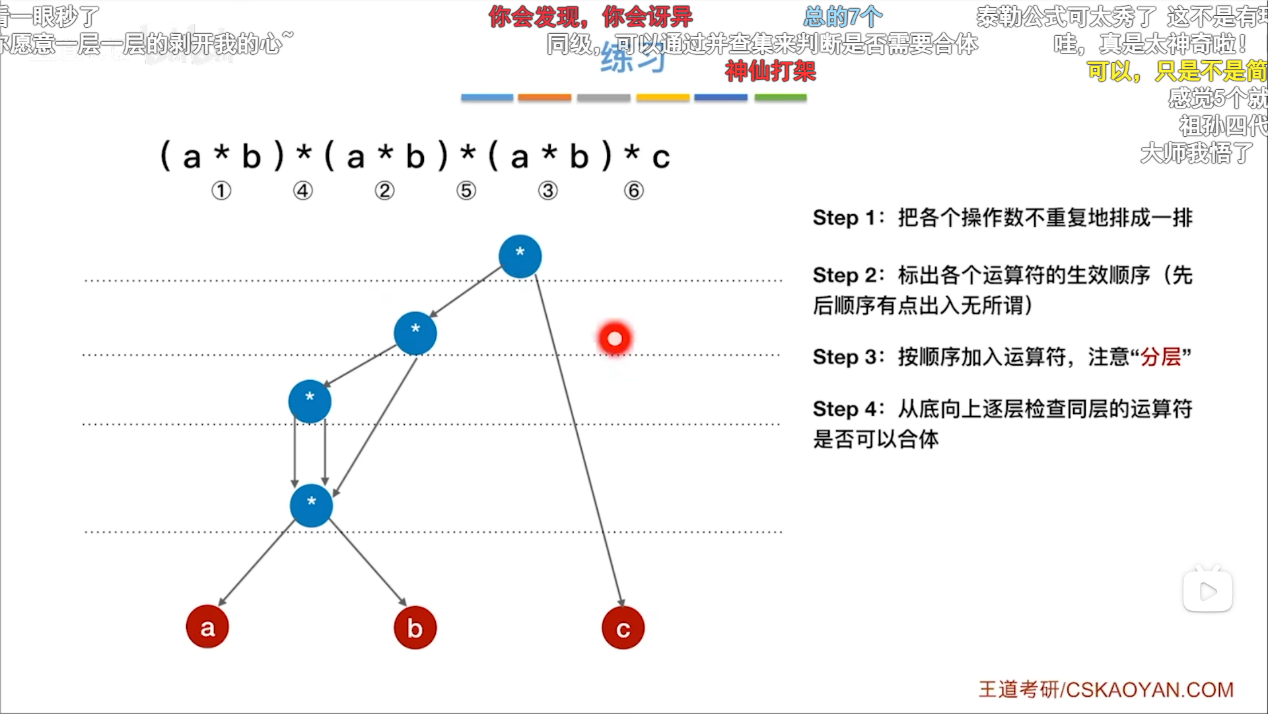 看一眼秒了
你会发现，你会讶异
总的7个
泰勒公式可太秀了
这不是有
你愿意一层一层的剥开我的心~
同级，可以通过并查集来判断是否需要合体
哇，真是太神奇啦！
练习
神仙打架
可以，只是不是简
感觉5个就
祖孙四代
大师我悟了
( a * b ) * ( a * b ) * ( a * b ) * c
① ④ ② ⑤ ③ ⑥
Step 1：把各个操作数不重复地排成一排
Step 2：标出各个运算符的生效顺序（先
后顺序有点出入无所谓）
Step 3：按顺序加入运算符，注意“分层”
Step 4：从底向上逐层检查同层的运算符
是否可以合体
*
*
*
*
a b c
王道考研/CSKAOYAN.COM